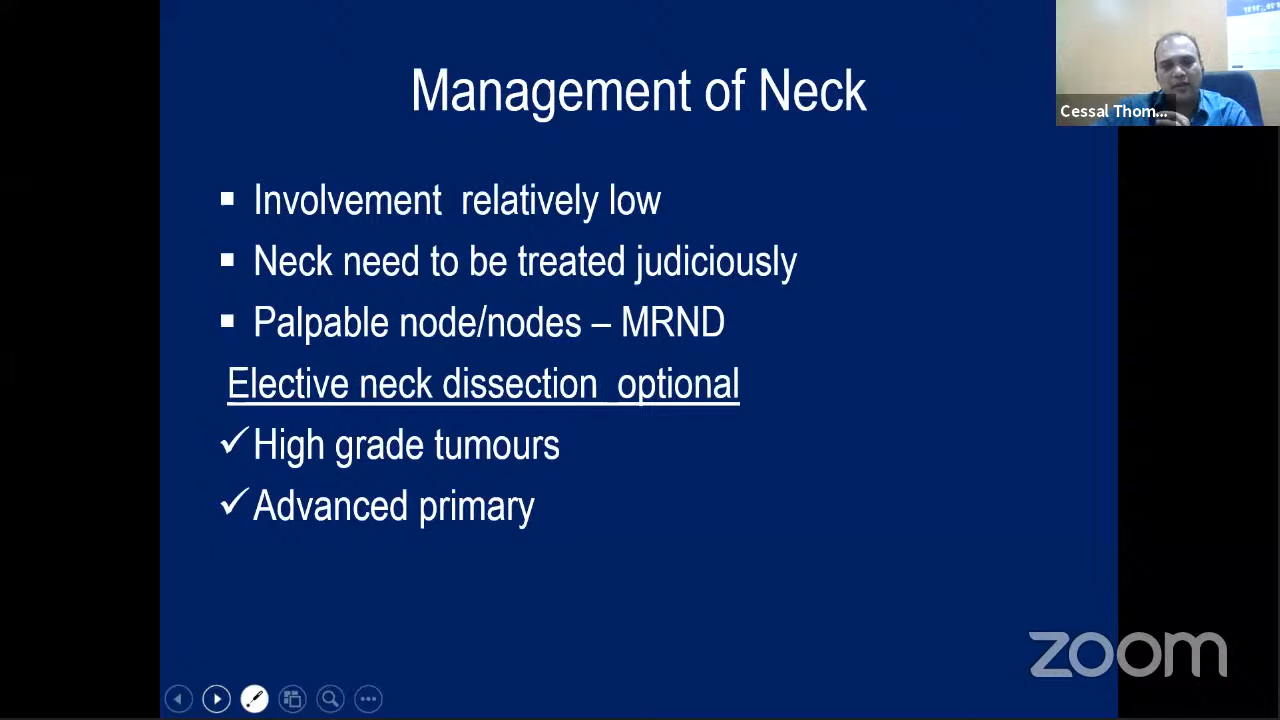 Management of Neck
Cessal Thom...
Involvement relatively low
Neck need to be treated judiciously
Palpable node/nodes – MRND
Elective neck dissection optional
High grade tumours
Advanced primary
zoom